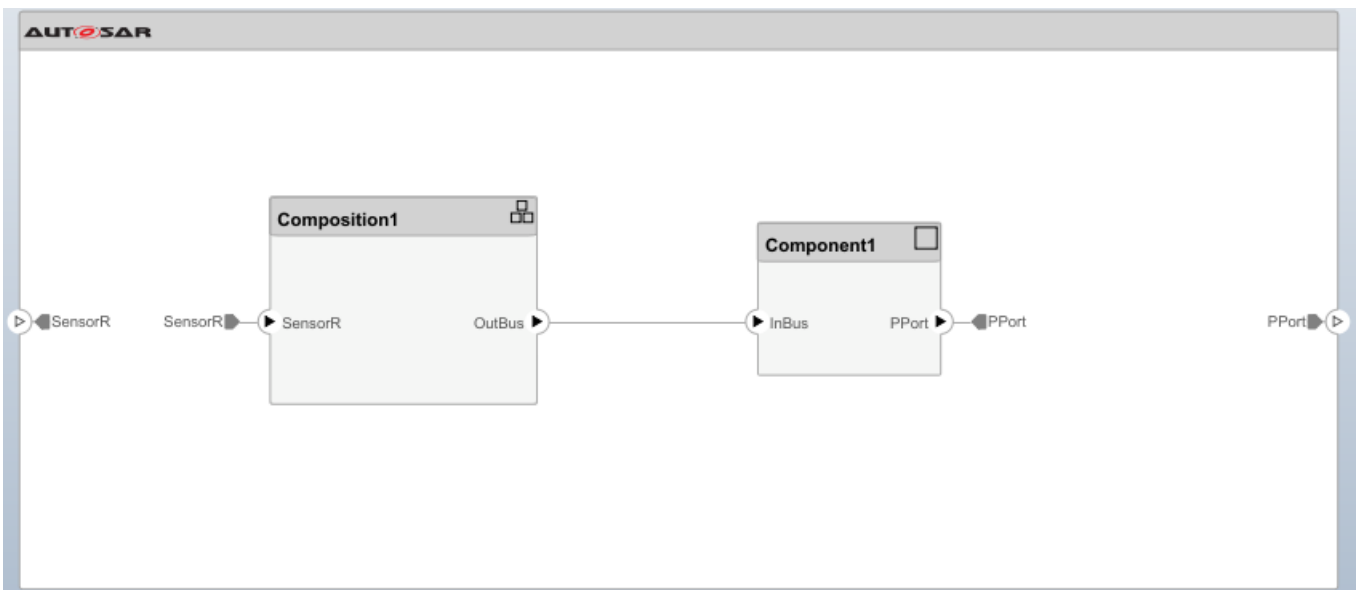 AUTOSAR
Composition1
Component1
SensorR SensorR SensorR OutBus InBus PPort PPort PPort